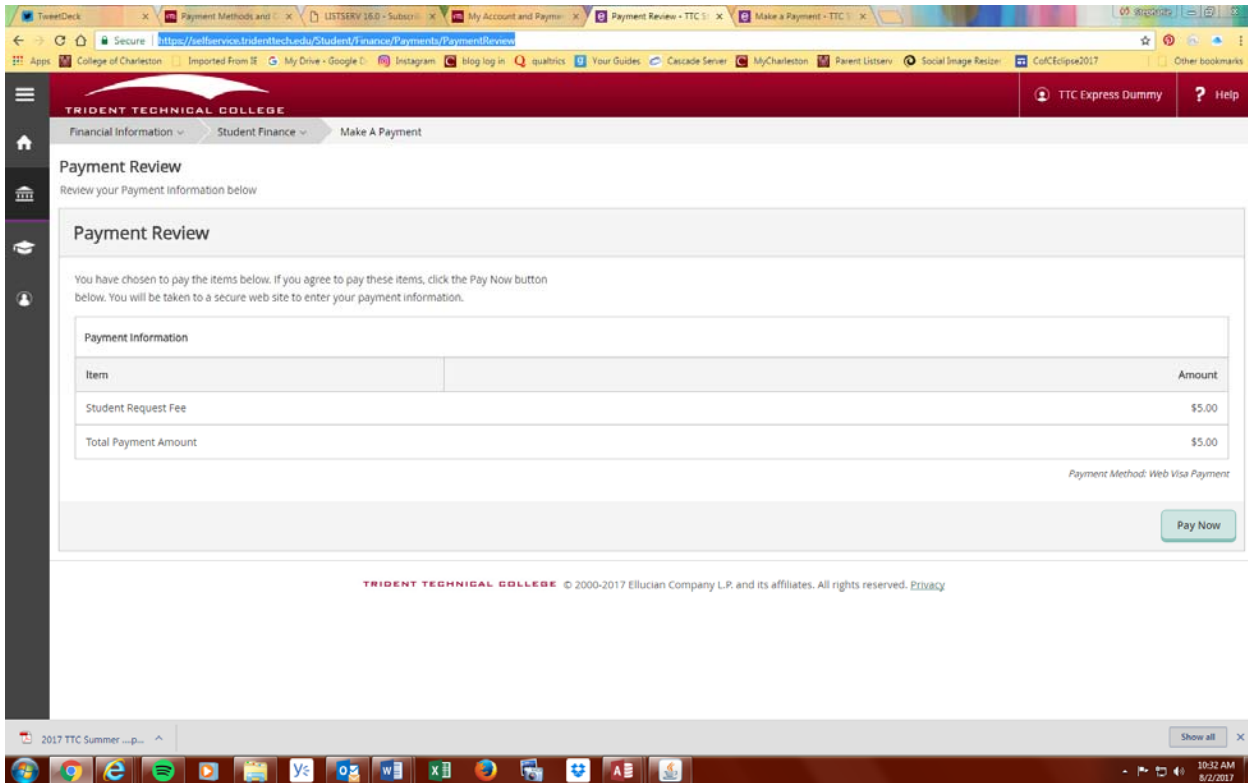 TweetDeck
Payment Methods and
LISTSERV 16.0 - Subscri
My Account and Paymen
Payment Review - TTC S
Make a Payment - TTC
Secure | https://selfservice.tridenttech.edu/Student/Finance/Payments/PaymentReview
Apps College of Charleston Imported From IE My Drive - Google D Instagram blog log in qualtrics Your Guides Cascade Server MyCharleston Parent Listserv Social Image Resizer CofCEclipse2017 Other bookmarks
TRIDENT TECHNICAL COLLEGE
TTC Express Dummy ? Help
Financial Information Student Finance Make A Payment
Payment Review
Review your Payment Information below
Payment Review
You have chosen to pay the items below. If you agree to pay these items, click the Pay Now button
below. You will be taken to a secure web site to enter your payment information.
Payment Information
Item Amount
Student Request Fee $5.00
Total Payment Amount $5.00
Payment Method: Web Visa Payment
Pay Now
TRIDENT TECHNICAL COLLEGE © 2000-2017 Ellucian Company L.P. and its affiliates. All rights reserved. Privacy
2017 TTC Summer ....p... Show all
10:32 AM
8/2/2017